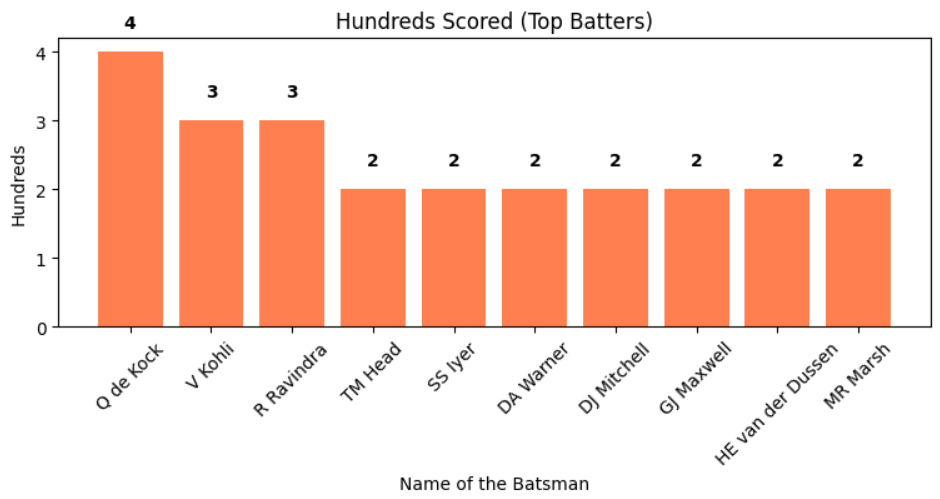 Hundreds Scored (Top Batters)
4
3
3
2
2
2
2
2
2
2
Hundreds
4
3
2
1
0
Q de Kock
V Kohli
R Ravindra
TM Head
SS Iyer
DA Warner
DJ Mitchell
GJ Maxwell
HE van der Dussen
MR Marsh
Name of the Batsman